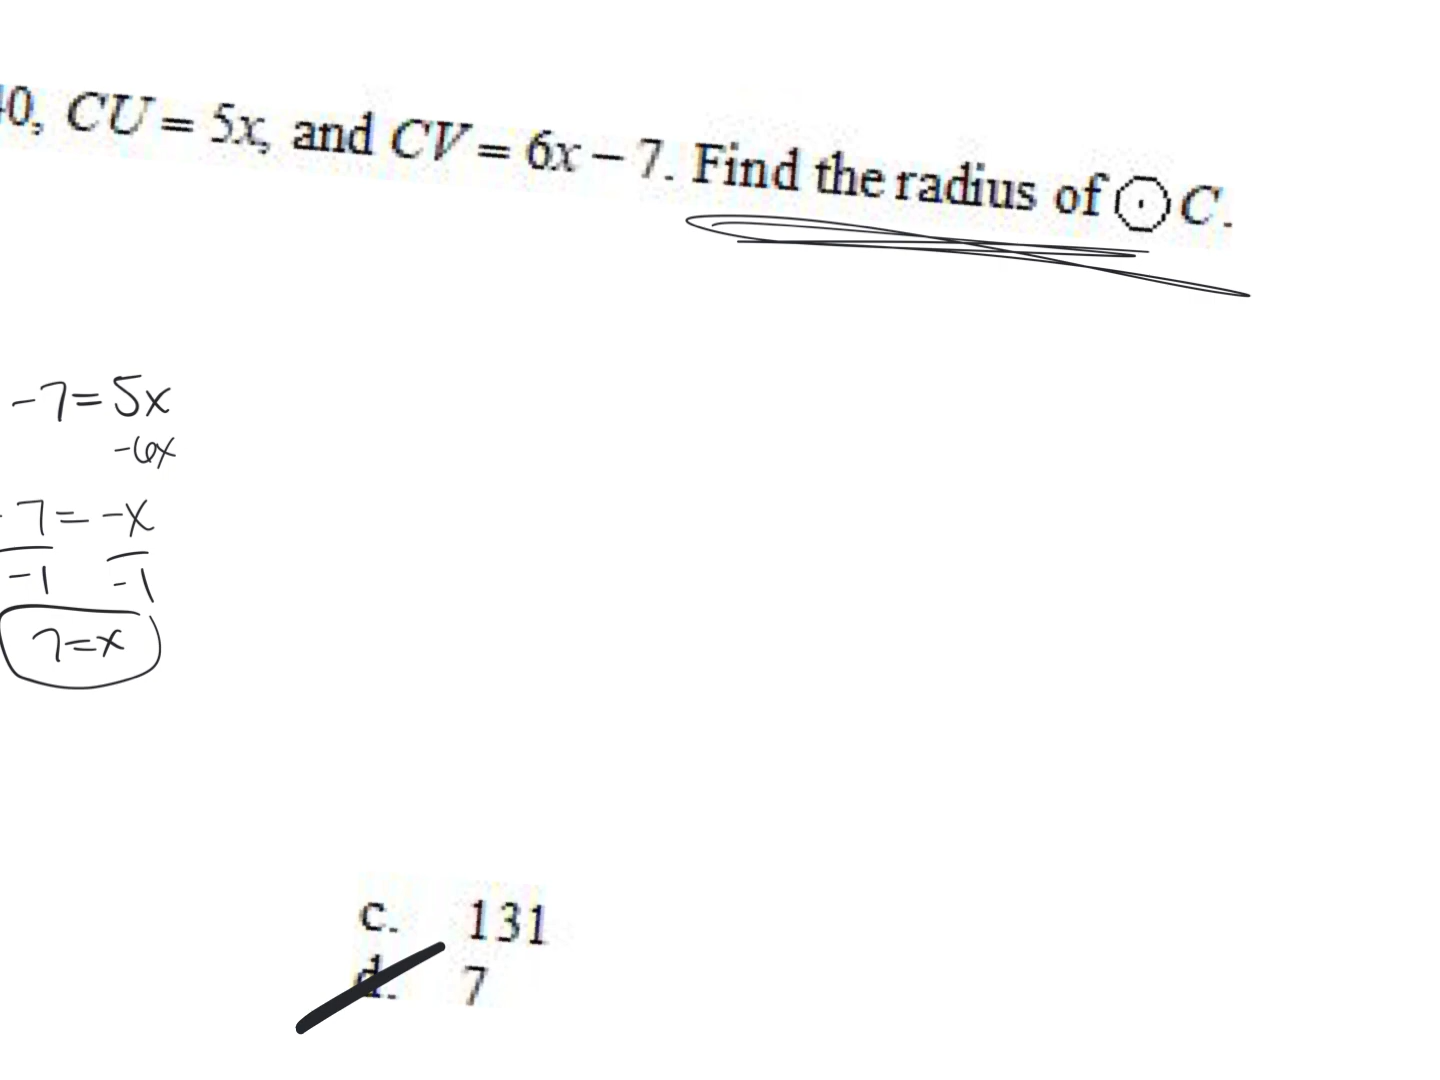 0, CU = 5x, and CV = 6x – 7. Find the radius of ⊙C.
-7=5x
-6x
-7=-x
-1 -1
7=x
c. 131
d. 7